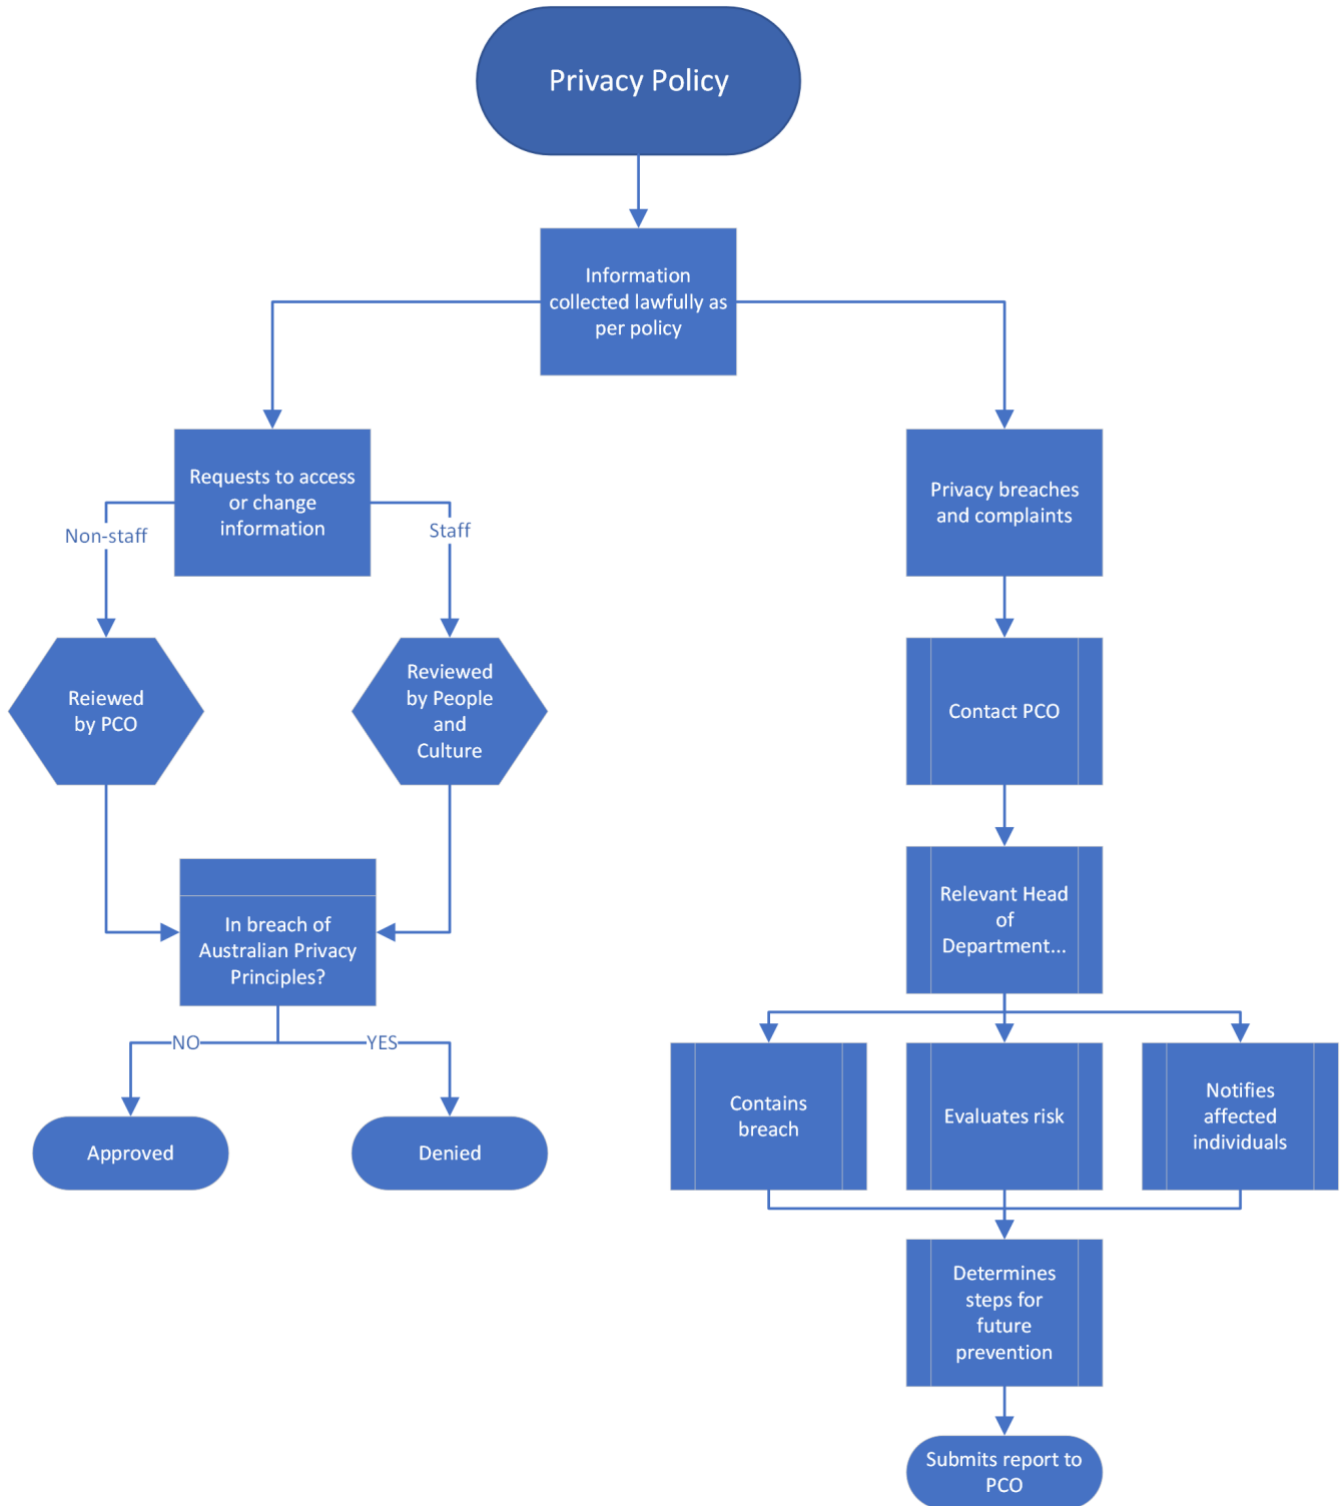 Privacy Policy
Information
collected lawfully as
per policy
Requests to access
or change
information
Privacy breaches
and complaints
Non-staff
Staff
Reiewed
by PCO
Reviewed
by People
and
Culture
Contact PCO
In breach of
Australian Privacy
Principles?
Relevant Head
of
Department...
NO
YES
Approved
Denied
Contains
breach
Evaluates risk
Notifies
affected
individuals
Determines
steps for
future
prevention
Submits report to
PCO